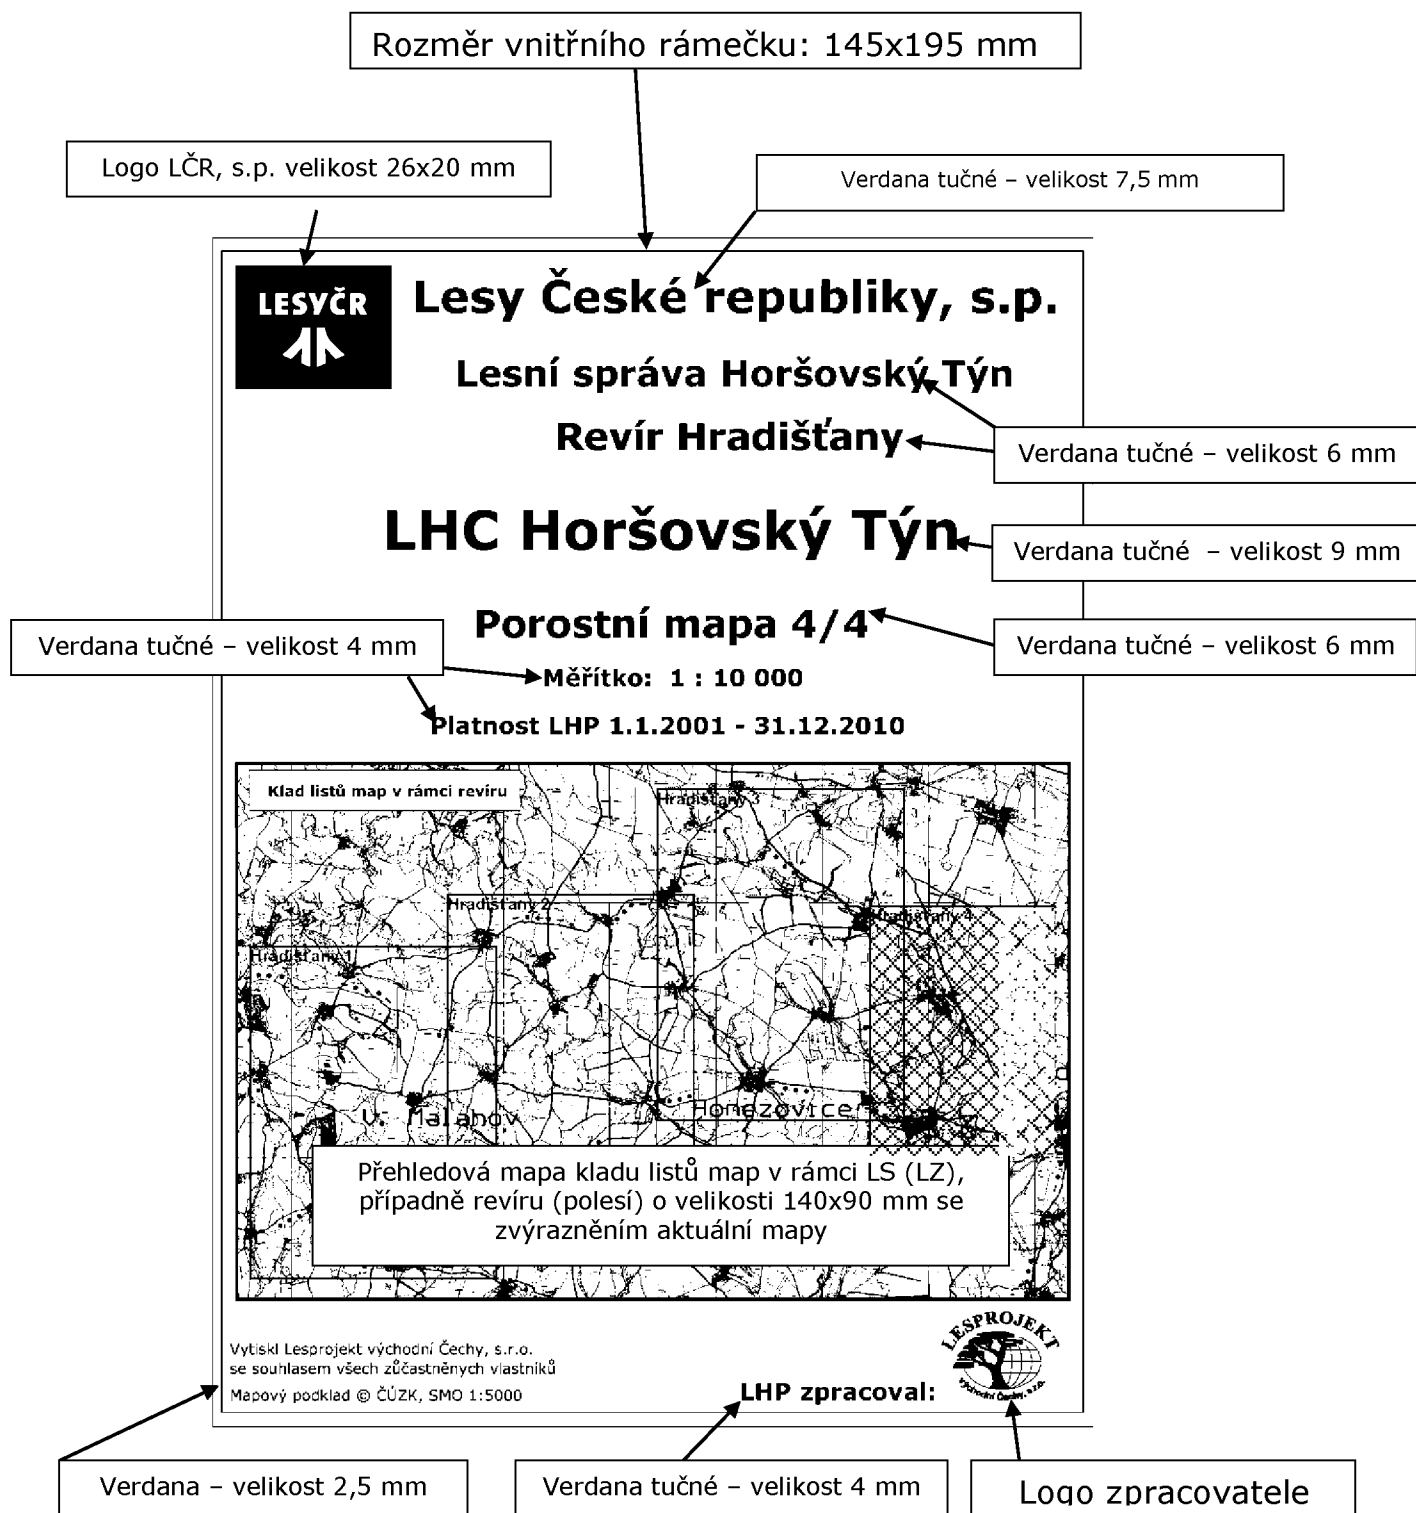 Rozměr vnitřního rámečku: 145x195 mm
Logo LČR, s.p. velikost 26x20 mm
Verdana tučné – velikost 7,5 mm
LESYČR
Lesy České republiky, s.p.
Lesní správa Horšovský Týn
Revír Hradišťany
Verdana tučné – velikost 6 mm
LHC Horšovský Týn
Verdana tučné – velikost 9 mm
Porostní mapa 4/4
Verdana tučné – velikost 4 mm
Verdana tučné – velikost 6 mm
Měřítko: 1 : 10 000
Platnost LHP 1.1.2001 - 31.12.2010
Klad listů map v rámci revíru
Hradišťany 3
Hradišťany 2
Hradišťany 4
Hradišťany 1
V. Malahov
Honezovice
Přehledová mapa kladu listů map v rámci LS (LZ),
případně revíru (polesí) o velikosti 140x90 mm se
zvýrazněním aktuální mapy
Vytiskl Lesprojekt východní Čechy, s.r.o.
se souhlasem všech zůčastněných vlastníků
Mapový podklad © ČÚZK, SMO 1:5000
LHP zpracoval:
LESPROJEKT
východní Čechy, s.r.o.
Verdana – velikost 2,5 mm
Verdana tučné – velikost 4 mm
Logo zpracovatele